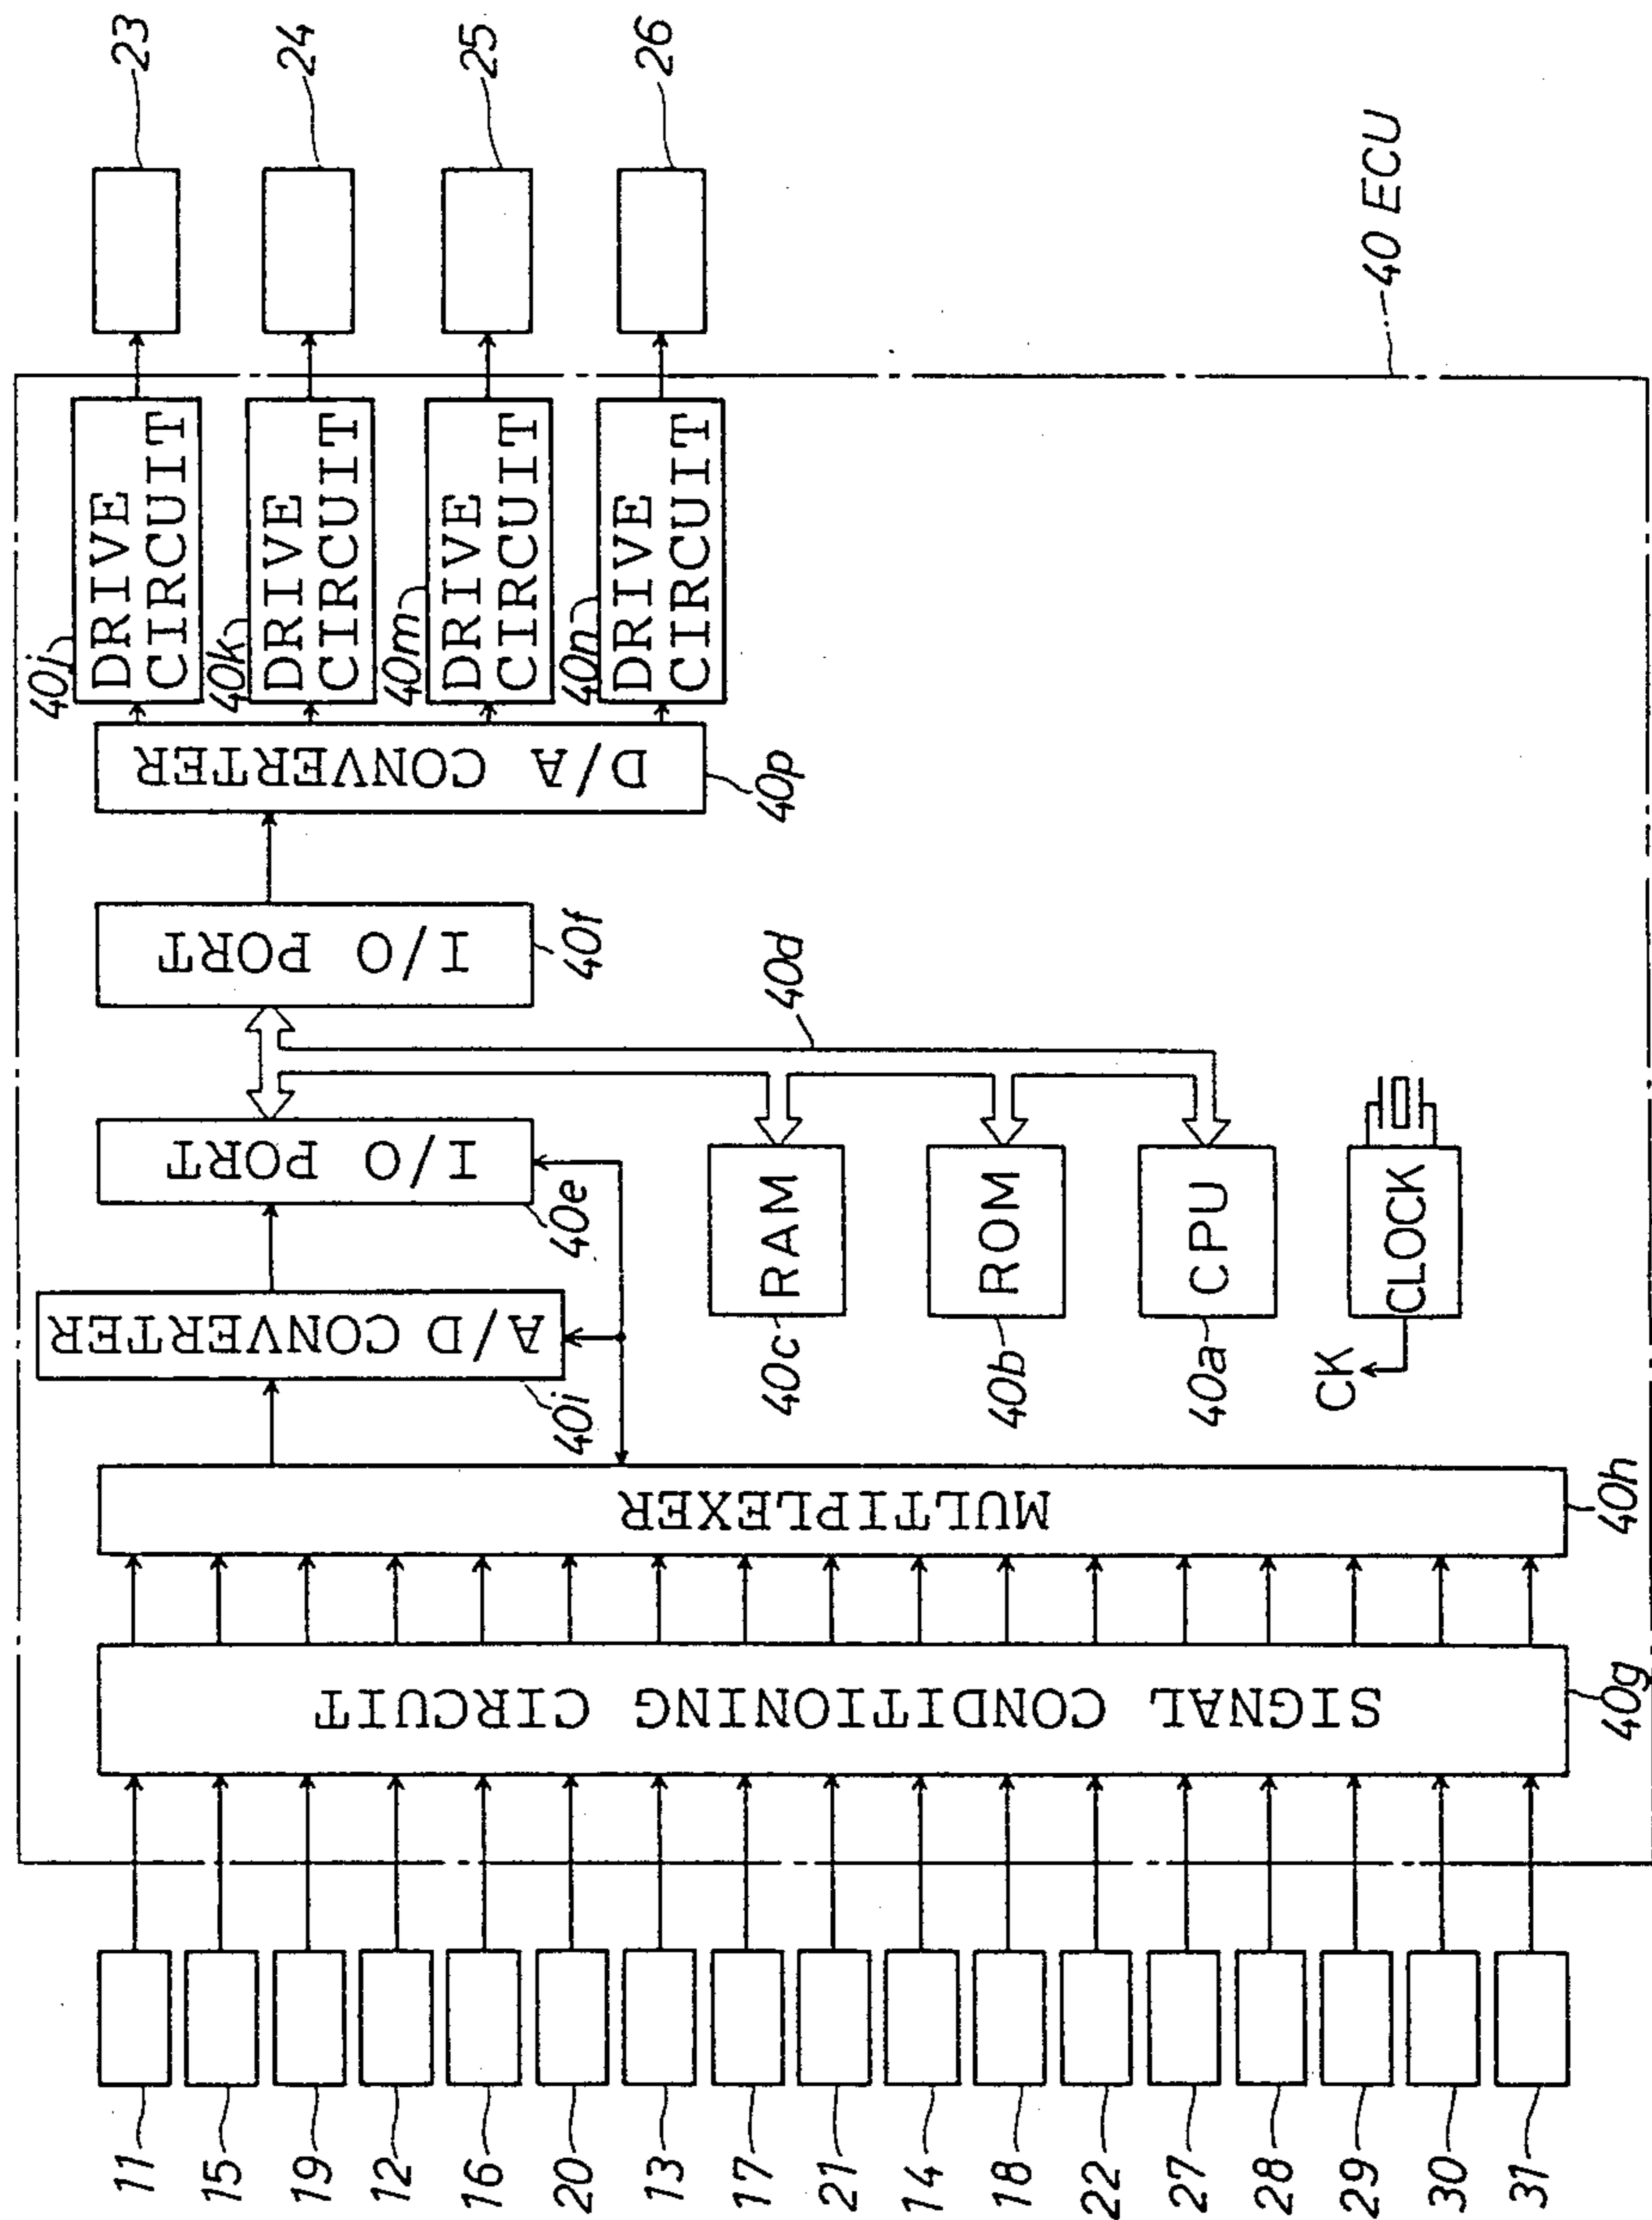 11
15
19
12
16
20
13
17
21
14
18
22
27
28
29
30
31
SIGNAL CONDITIONING CIRCUIT
40g
MULTIPLEXER
40h
A/D CONVERTER
40i
I/O PORT
40e
RAM
40c
ROM
40b
CPU
40a
CLOCK
CK
40d
I/O PORT
40f
D/A CONVERTER
40p
40j
DRIVE
CIRCUIT
40k
DRIVE
CIRCUIT
40m
DRIVE
CIRCUIT
40n
DRIVE
CIRCUIT
23
24
25
26
40 ECU